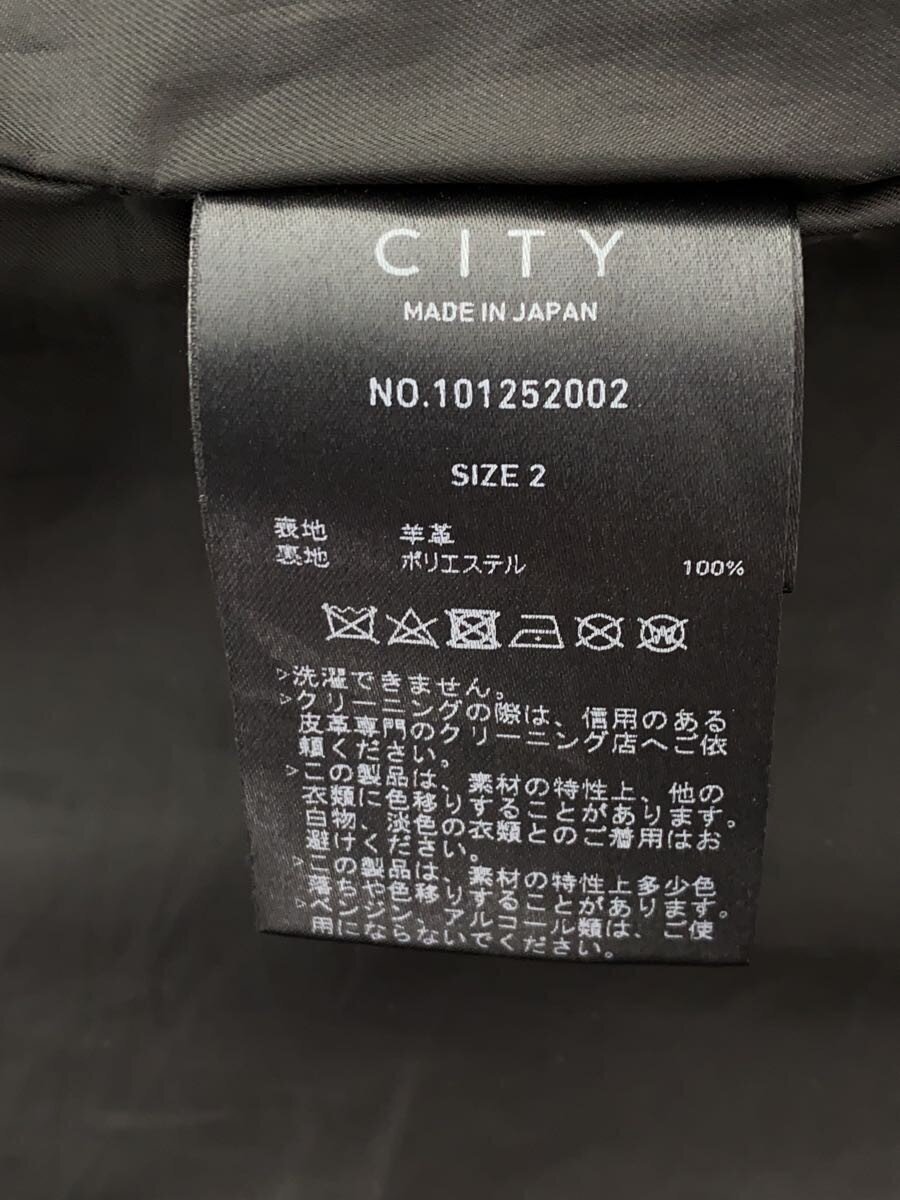 CITY
MADE IN JAPAN
NO.101252002
SIZE 2
表地 羊革
裏地 ポリエステル 100%
>洗濯できません。
>クリーニングの際は、信用のある
皮革専門のクリーニング店へご依
頼ください。
>この製品は、素材の特性上、他の
衣類に色移りすることがあります。
白物、淡色の衣類とのご着用はお
避けください。
>この製品は、素材の特性上多少色
落ちや色移りすることがあります。
>ベンジン、アルコール類は、ご使
用にならないでください。